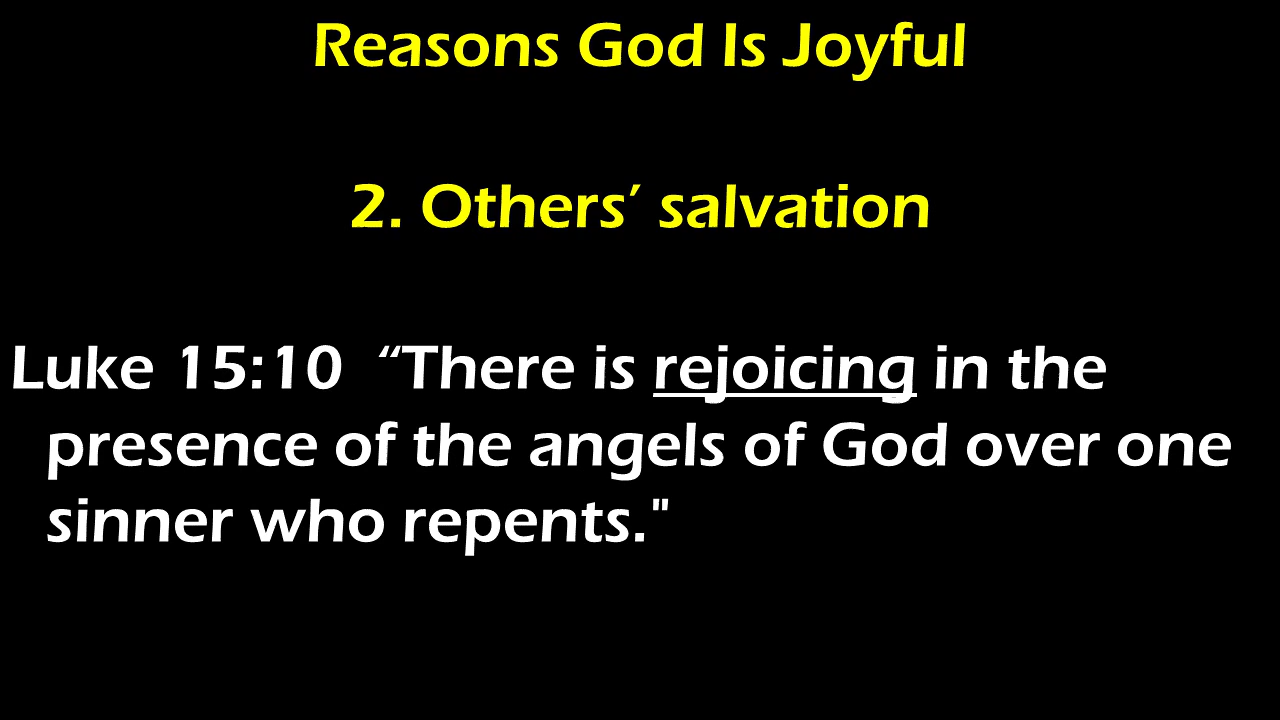 Reasons God Is Joyful
2. Others’ salvation
Luke 15:10  “There is rejoicing in the
presence of the angels of God over one
sinner who repents."